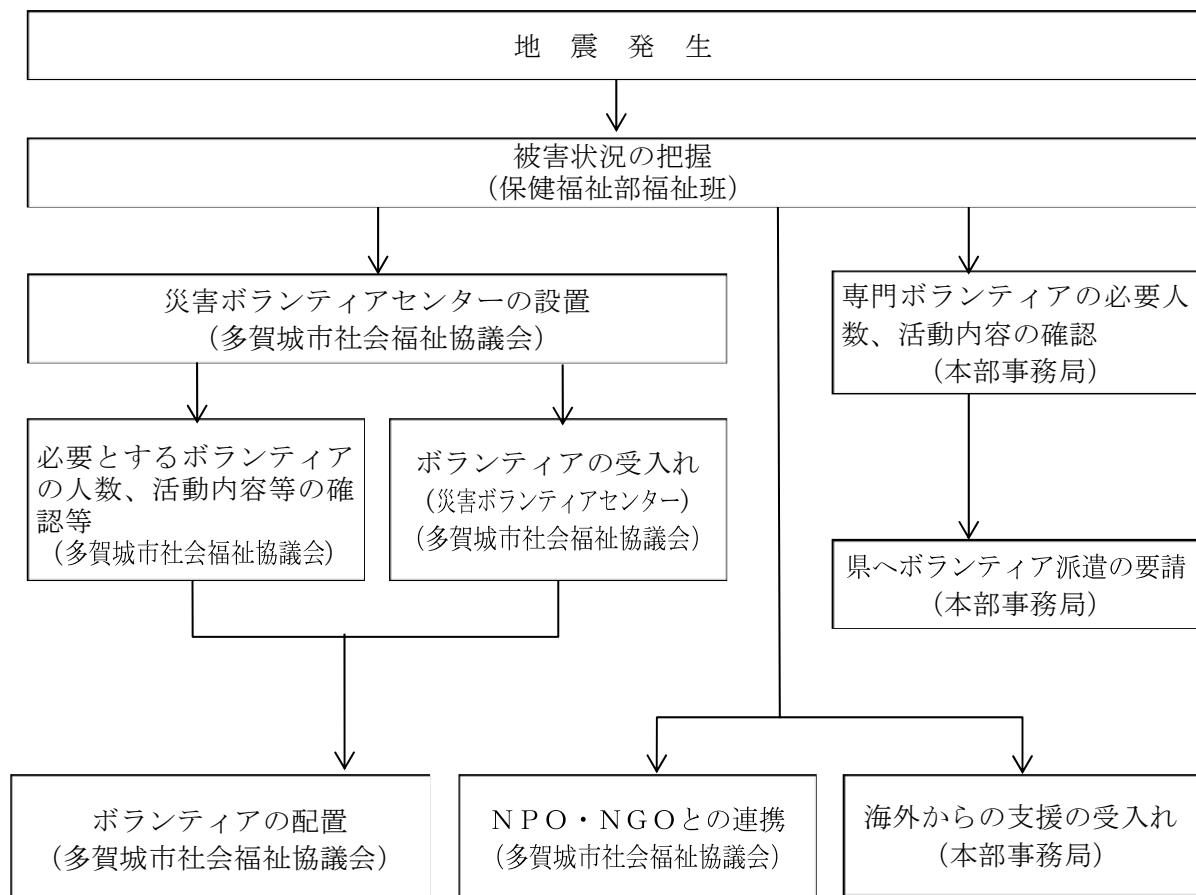 地　震　発　生
被害状況の把握
（保健福祉部福祉班）
災害ボランティアセンターの設置
（多賀城市社会福祉協議会）
専門ボランティアの必要人
数、活動内容の確認
（本部事務局）
必要とするボランティア
の人数、活動内容等の確
認等
（多賀城市社会福祉協議会）
ボランティアの受入れ
（災害ボランティアセンター）
（多賀城市社会福祉協議会）
県へボランティア派遣の要請
（本部事務局）
ボランティアの配置
（多賀城市社会福祉協議会）
ＮＰＯ・ＮＧＯとの連携
（多賀城市社会福祉協議会）
海外からの支援の受入れ
（本部事務局）